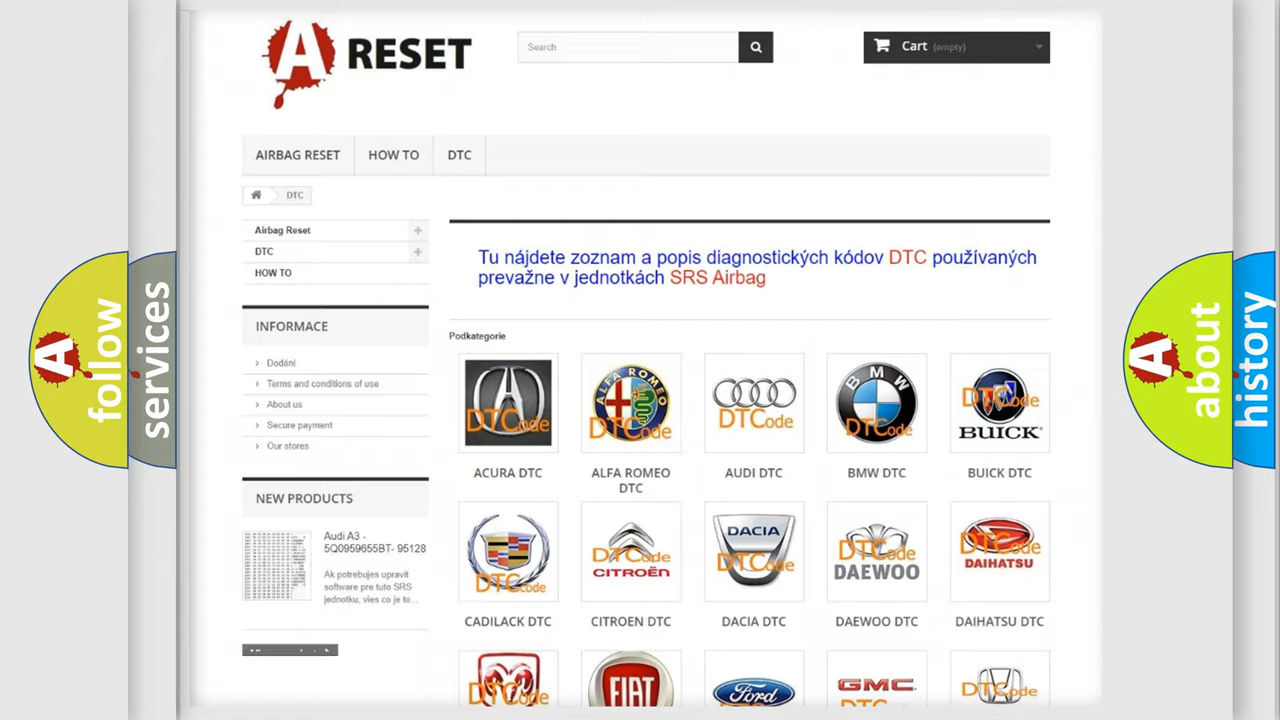 A RESET
Search
Cart (empty)
AIRBAG RESET
HOW TO
DTC
DTC
Airbag Reset
DTC
HOW TO
INFORMACE
Dodání
Terms and conditions of use
About us
Secure payment
Our stores
NEW PRODUCTS
Audi A3 -
5Q0959655BT- 95128
Ak potrebujes upravit
software pre tuto SRS
jednotku, vies co je to...
Tu nájdete zoznam a popis diagnostických kódov DTC používaných
prevažne v jednotkách SRS Airbag
Podkategorie
DTCode
ALFA ROMEO
DTCode
DTCode
BMW
DTCode
DTCode
BUICK
ACURA DTC
ALFA ROMEO
DTC
AUDI DTC
BMW DTC
BUICK DTC
DTCode
DTCode
CITROËN
DACIA
DTCode
DTCode
DAEWOO
DTCode
DAIHATSU
CADILACK DTC
CITROEN DTC
DACIA DTC
DAEWOO DTC
DAIHATSU DTC
DTCode
FIAT
Ford
GMC
DTCode
A follow
services
A about
history